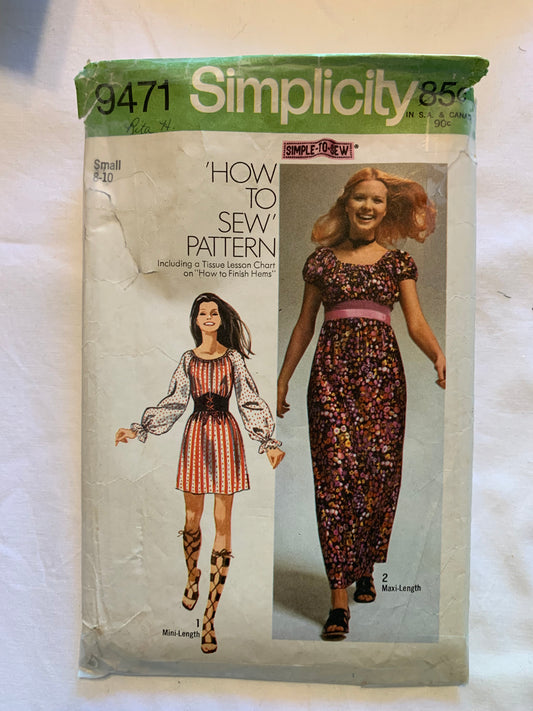 9471 Simplicity 85¢
IN S.A. & CANAD
90¢
Rita H.
SIMPLE-TO-SEW ®
Small
8-10
'HOW
TO
SEW'
PATTERN
Including a Tissue Lesson Chart
on "How to Finish Hems"
2
Maxi-Length
1
Mini-Length